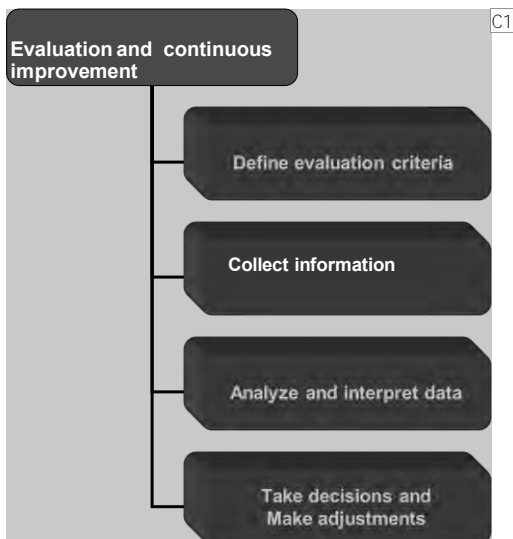 Evaluation and continuous
improvement
C1
Define evaluation criteria
Collect information
Analyze and interpret data
Take decisions and
Make adjustments